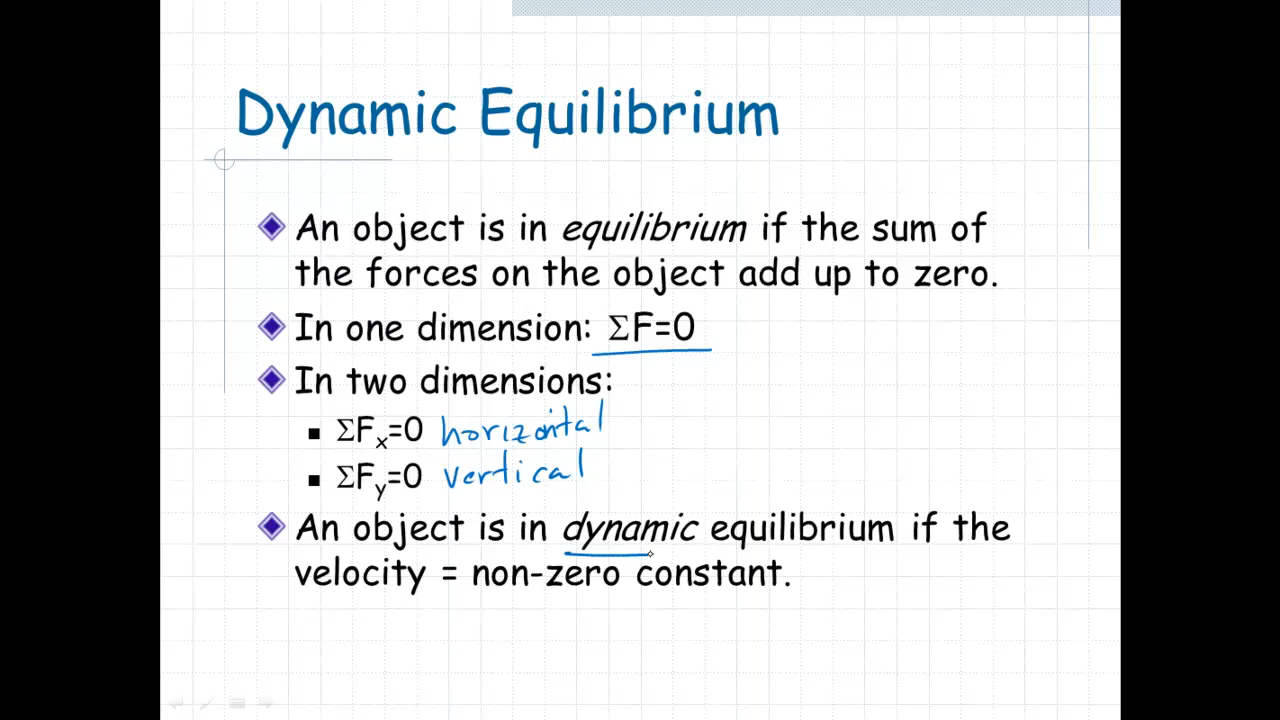 Dynamic Equilibrium
An object is in equilibrium if the sum of
the forces on the object add up to zero.
In one dimension: ΣF=0
In two dimensions:
ΣFx=0 horizontal
ΣFy=0 vertical
An object is in dynamic equilibrium if the
velocity = non-zero constant.